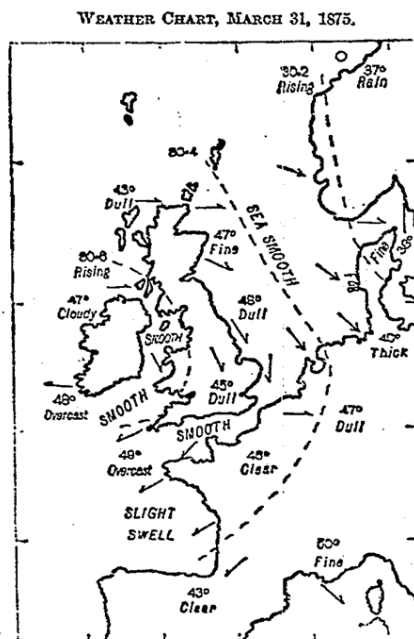 WEATHER CHART, MARCH 31, 1875.
30·2
Rising
37°
Rain
30·4
43°
Dull
SEA SMOOTH
47°
Fine
Fine
30·6
Rising
47°
Cloudy
SMOOTH
48°
Dull
Thick
SMOOTH
45°
Dull
48°
Overcast
SMOOTH
47°
Dull
49°
Overcast
Clear
SLIGHT
SWELL
43°
Clear
50°
Fine